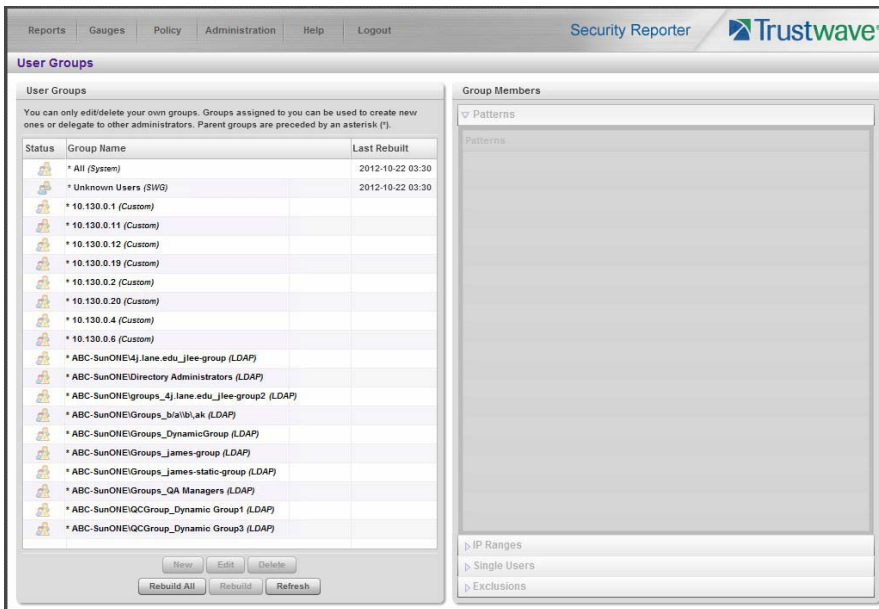 Reports Gauges Policy Administration Help Logout
Security Reporter
Trustwave
User Groups
User Groups
You can only edit/delete your own groups. Groups assigned to you can be used to create new
ones or delegate to other administrators. Parent groups are preceded by an asterisk (*).
Status Group Name Last Rebuilt
* All (System) 2012-10-22 03:30
* Unknown Users (SWG) 2012-10-22 03:30
* 10.130.0.1 (Custom)
* 10.130.0.11 (Custom)
* 10.130.0.12 (Custom)
* 10.130.0.19 (Custom)
* 10.130.0.2 (Custom)
* 10.130.0.20 (Custom)
* 10.130.0.4 (Custom)
* 10.130.0.6 (Custom)
* ABC-SunONE\4j.lane.edu_jlee-group (LDAP)
* ABC-SunONE\Directory Administrators (LDAP)
* ABC-SunONE\groups_4j.lane.edu_jlee-group2 (LDAP)
* ABC-SunONE\Groups_b/a\\b\,ak (LDAP)
* ABC-SunONE\Groups_DynamicGroup (LDAP)
* ABC-SunONE\Groups_james-group (LDAP)
* ABC-SunONE\Groups_james-static-group (LDAP)
* ABC-SunONE\Groups_QA Managers (LDAP)
* ABC-SunONE\QCGroup_Dynamic Group1 (LDAP)
* ABC-SunONE\QCGroup_Dynamic Group3 (LDAP)
New Edit Delete
Rebuild All Rebuild Refresh
Group Members
Patterns
Patterns
IP Ranges
Single Users
Exclusions